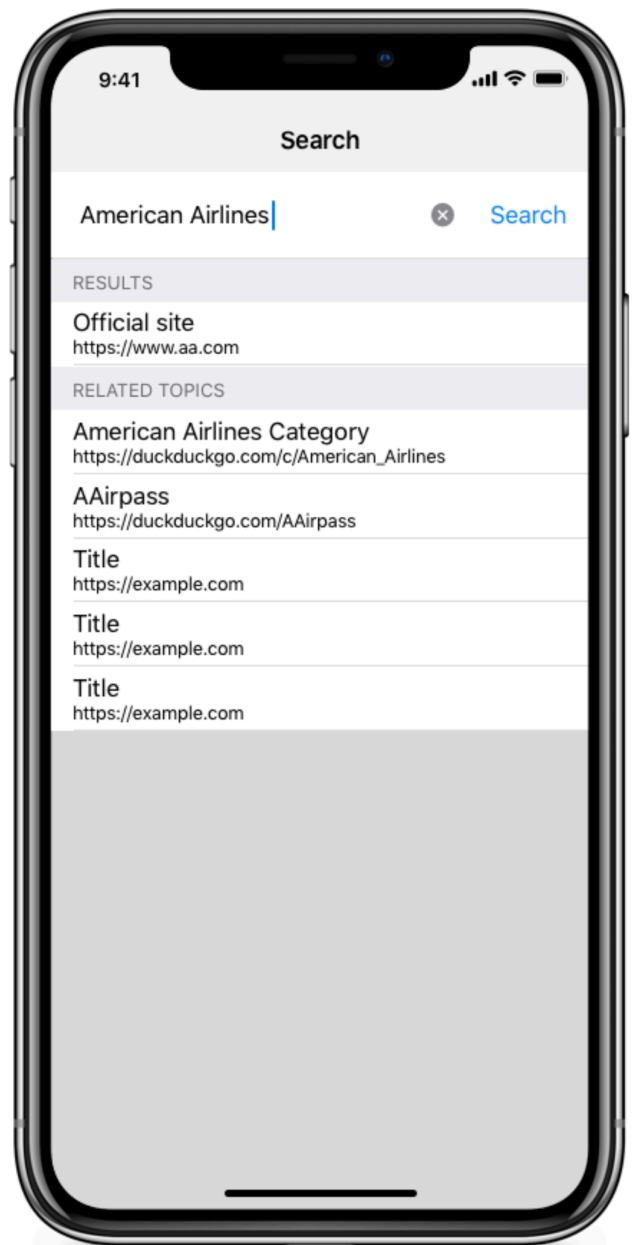 9:41
Search
American Airlines
Search
RESULTS
Official site
https://www.aa.com
RELATED TOPICS
American Airlines Category
https://duckduckgo.com/c/American_Airlines
AAirpass
https://duckduckgo.com/AAirpass
Title
https://example.com
Title
https://example.com
Title
https://example.com